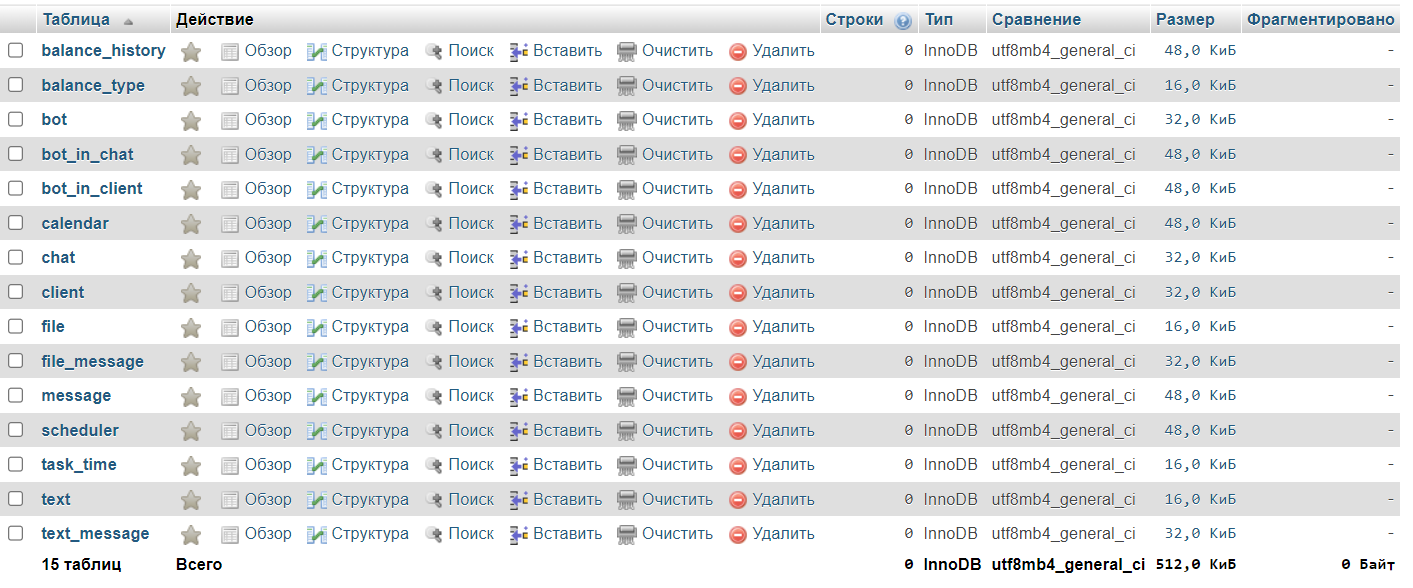 Таблица Действие Строки Тип Сравнение Размер Фрагментировано
balance_history Обзор Структура Поиск Вставить Очистить Удалить 0 InnoDB utf8mb4_general_ci 48,0 КиБ -
balance_type Обзор Структура Поиск Вставить Очистить Удалить 0 InnoDB utf8mb4_general_ci 16,0 КиБ -
bot Обзор Структура Поиск Вставить Очистить Удалить 0 InnoDB utf8mb4_general_ci 32,0 КиБ -
bot_in_chat Обзор Структура Поиск Вставить Очистить Удалить 0 InnoDB utf8mb4_general_ci 48,0 КиБ -
bot_in_client Обзор Структура Поиск Вставить Очистить Удалить 0 InnoDB utf8mb4_general_ci 48,0 КиБ -
calendar Обзор Структура Поиск Вставить Очистить Удалить 0 InnoDB utf8mb4_general_ci 48,0 КиБ -
chat Обзор Структура Поиск Вставить Очистить Удалить 0 InnoDB utf8mb4_general_ci 32,0 КиБ -
client Обзор Структура Поиск Вставить Очистить Удалить 0 InnoDB utf8mb4_general_ci 32,0 КиБ -
file Обзор Структура Поиск Вставить Очистить Удалить 0 InnoDB utf8mb4_general_ci 16,0 КиБ -
file_message Обзор Структура Поиск Вставить Очистить Удалить 0 InnoDB utf8mb4_general_ci 32,0 КиБ -
message Обзор Структура Поиск Вставить Очистить Удалить 0 InnoDB utf8mb4_general_ci 48,0 КиБ -
scheduler Обзор Структура Поиск Вставить Очистить Удалить 0 InnoDB utf8mb4_general_ci 48,0 КиБ -
task_time Обзор Структура Поиск Вставить Очистить Удалить 0 InnoDB utf8mb4_general_ci 16,0 КиБ -
text Обзор Структура Поиск Вставить Очистить Удалить 0 InnoDB utf8mb4_general_ci 16,0 КиБ -
text_message Обзор Структура Поиск Вставить Очистить Удалить 0 InnoDB utf8mb4_general_ci 32,0 КиБ -
15 таблиц Всего 0 InnoDB utf8mb4_general_ci 512,0 КиБ 0 Байт